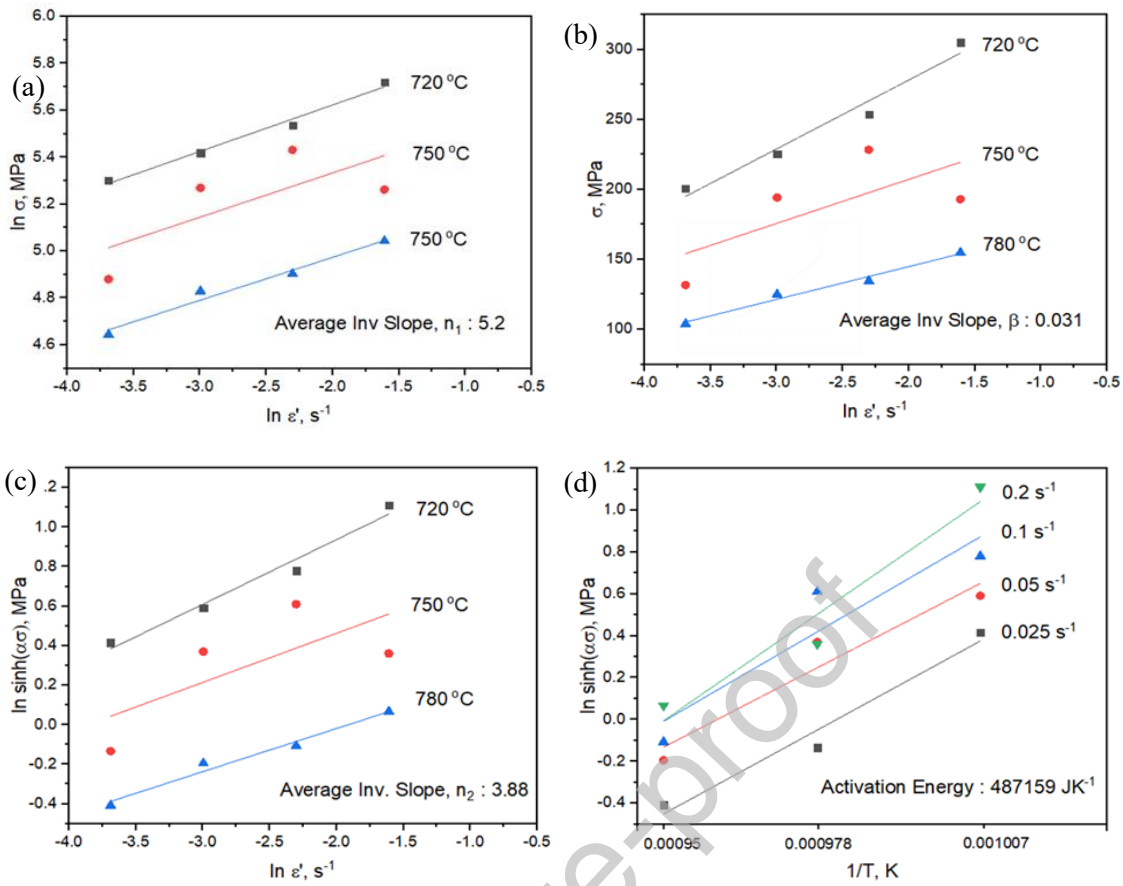 (a)
6.0
5.8
5.6
5.4
5.2
5.0
4.8
4.6
ln σ, MPa
720 °C
750 °C
750 °C
Average Inv Slope, n₁ : 5.2
-4.0 -3.5 -3.0 -2.5 -2.0 -1.5 -1.0 -0.5
ln ε', s⁻¹
(b)
300
250
200
150
100
σ, MPa
720 °C
750 °C
780 °C
Average Inv Slope, β : 0.031
-4.0 -3.5 -3.0 -2.5 -2.0 -1.5 -1.0 -0.5
ln ε', s⁻¹
(c)
1.2
1.0
0.8
0.6
0.4
0.2
0.0
-0.2
-0.4
ln sinh(ασ), MPa
720 °C
750 °C
780 °C
Average Inv. Slope, n₂ : 3.88
-4.0 -3.5 -3.0 -2.5 -2.0 -1.5 -1.0 -0.5
ln ε', s⁻¹
(d)
1.2
1.0
0.8
0.6
0.4
0.2
0.0
-0.2
-0.4
ln sinh(ασ), MPa
0.2 s⁻¹
0.1 s⁻¹
0.05 s⁻¹
0.025 s⁻¹
Activation Energy : 487159 JK⁻¹
0.00095 0.000978 0.001007
1/T, K
e-proof